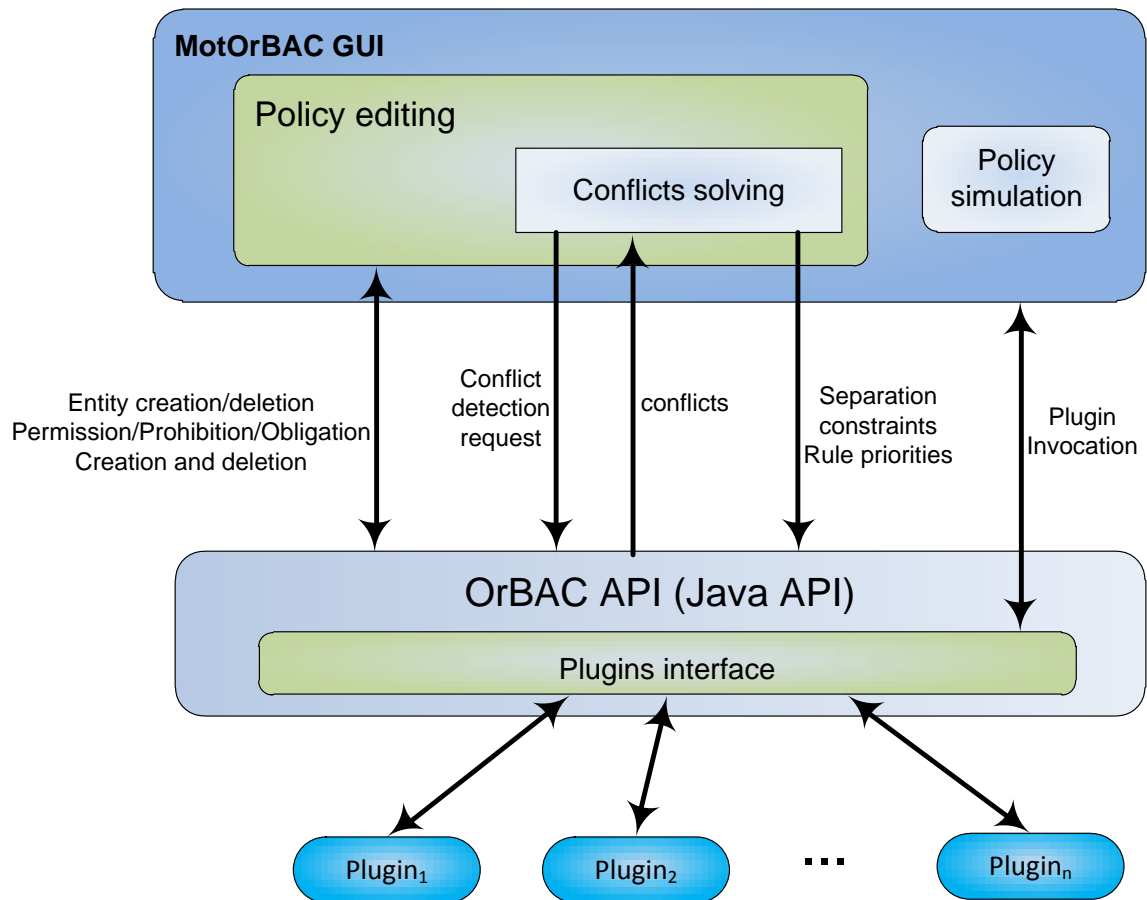 MotOrBAC GUI
Policy editing
Conflicts solving
Policy
simulation
Entity creation/deletion
Permission/Prohibition/Obligation
Creation and deletion
Conflict
detection
request
conflicts
Separation
constraints
Rule priorities
Plugin
Invocation
OrBAC API (Java API)
Plugins interface
Plugin₁
Plugin₂
...
Pluginₙ